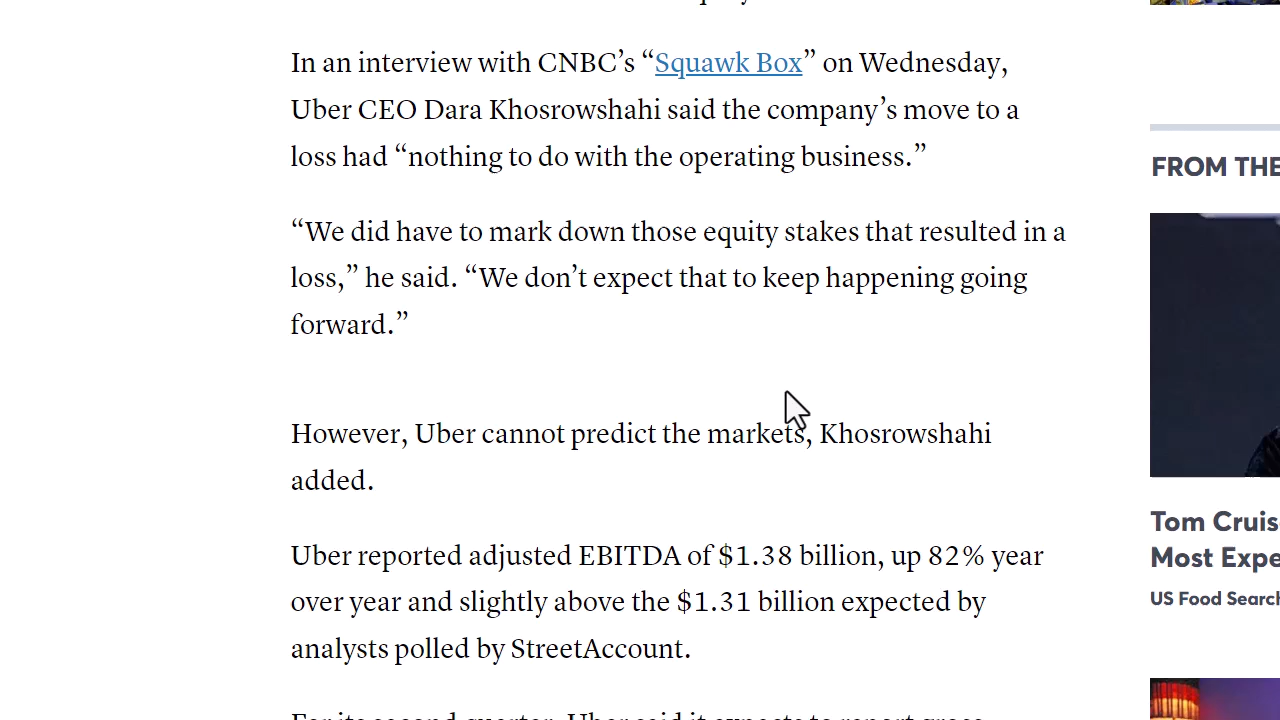 In an interview with CNBC’s “Squawk Box” on Wednesday,
Uber CEO Dara Khosrowshahi said the company’s move to a
loss had “nothing to do with the operating business.”
“We did have to mark down those equity stakes that resulted in a
loss,” he said. “We don’t expect that to keep happening going
forward.”
However, Uber cannot predict the markets, Khosrowshahi
added.
Uber reported adjusted EBITDA of $1.38 billion, up 82% year
over year and slightly above the $1.31 billion expected by
analysts polled by StreetAccount.
For its second quarter, Uber said it expects to report gross
FROM THE
Tom Cruis
Most Expe
US Food Search